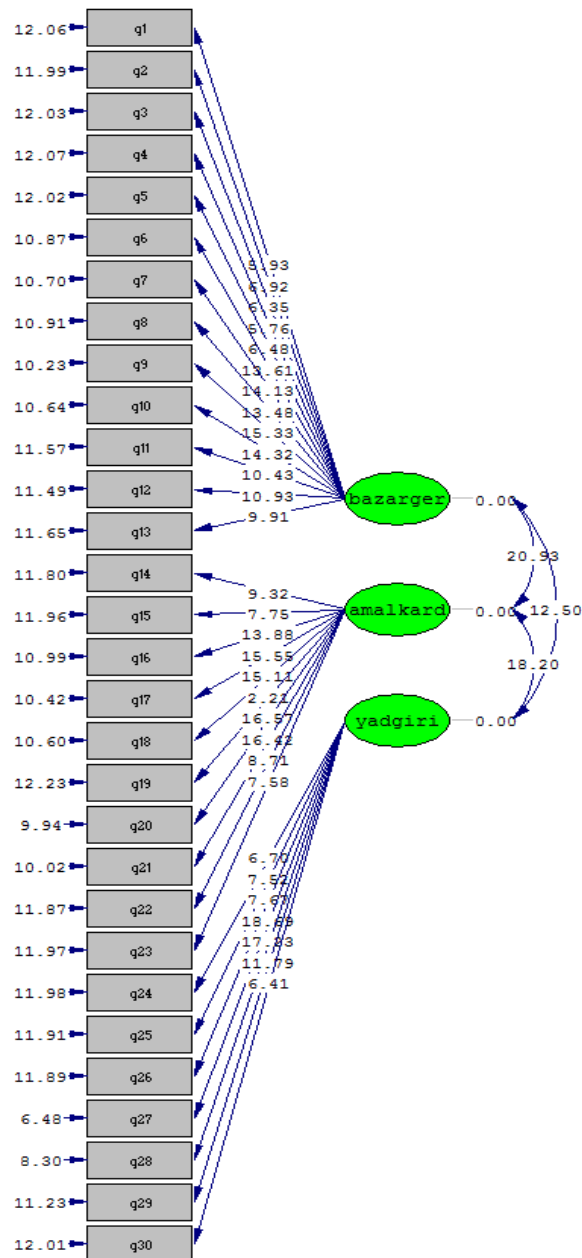 12.06 q1
11.99 q2
12.03 q3
12.07 q4
12.02 q5
10.87 q6
10.70 q7
10.91 q8
10.23 q9
10.64 q10
11.57 q11
11.49 q12
11.65 q13
11.80 q14
11.96 q15
10.99 q16
10.42 q17
10.60 q18
12.23 q19
9.94 q20
10.02 q21
11.87 q22
11.97 q23
11.98 q24
11.91 q25
11.89 q26
6.48 q27
8.30 q28
11.23 q29
12.01 q30
5.93
6.92
6.35
5.76
6.48
13.61
14.13
13.48
15.33
14.32
10.43
10.93
9.91
9.32
7.75
13.88
15.55
15.11
2.21
16.57
16.42
8.71
7.58
6.70
7.52
7.67
18.69
17.23
11.79
6.41
bazarger 0.00
amalkard 0.00
yadgiri 0.00
20.93
12.50
18.20